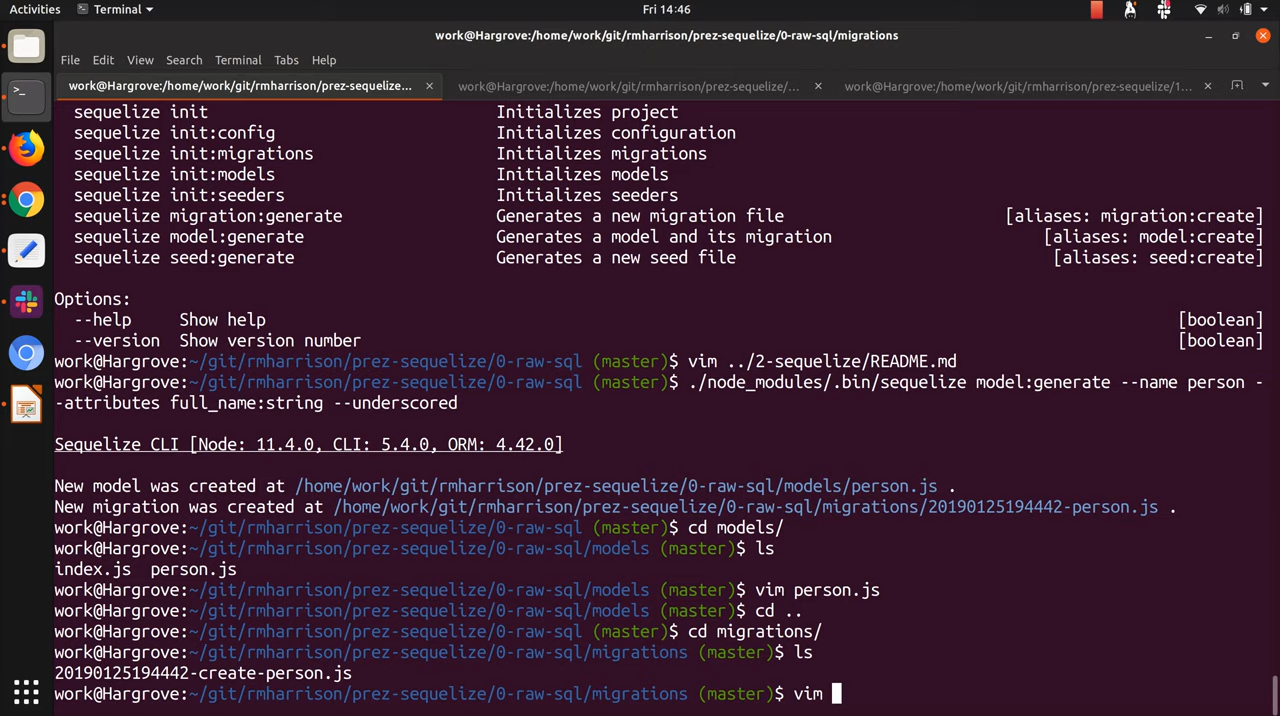 Activities Terminal Fri 14:46
work@Hargrove:/home/work/git/rmharrison/prez-sequelize/0-raw-sql/migrations
File Edit View Search Terminal Tabs Help
work@Hargrove:/home/work/git/rmharrison/prez-sequelize... work@Hargrove:/home/work/git/rmharrison/prez-sequelize/... work@Hargrove:/home/work/git/rmharrison/prez-sequelize/1...
sequelize init Initializes project
sequelize init:config Initializes configuration
sequelize init:migrations Initializes migrations
sequelize init:models Initializes models
sequelize init:seeders Initializes seeders
sequelize migration:generate Generates a new migration file [aliases: migration:create]
sequelize model:generate Generates a model and its migration [aliases: model:create]
sequelize seed:generate Generates a new seed file [aliases: seed:create]
Options:
--help Show help [boolean]
--version Show version number [boolean]
work@Hargrove:~/git/rmharrison/prez-sequelize/0-raw-sql (master)$ vim ../2-sequelize/README.md
work@Hargrove:~/git/rmharrison/prez-sequelize/0-raw-sql (master)$ ./node_modules/.bin/sequelize model:generate --name person -
-attributes full_name:string --underscored
Sequelize CLI [Node: 11.4.0, CLI: 5.4.0, ORM: 4.42.0]
New model was created at /home/work/git/rmharrison/prez-sequelize/0-raw-sql/models/person.js .
New migration was created at /home/work/git/rmharrison/prez-sequelize/0-raw-sql/migrations/20190125194442-person.js .
work@Hargrove:~/git/rmharrison/prez-sequelize/0-raw-sql (master)$ cd models/
work@Hargrove:~/git/rmharrison/prez-sequelize/0-raw-sql/models (master)$ ls
index.js person.js
work@Hargrove:~/git/rmharrison/prez-sequelize/0-raw-sql/models (master)$ vim person.js
work@Hargrove:~/git/rmharrison/prez-sequelize/0-raw-sql/models (master)$ cd ..
work@Hargrove:~/git/rmharrison/prez-sequelize/0-raw-sql (master)$ cd migrations/
work@Hargrove:~/git/rmharrison/prez-sequelize/0-raw-sql/migrations (master)$ ls
20190125194442-create-person.js
work@Hargrove:~/git/rmharrison/prez-sequelize/0-raw-sql/migrations (master)$ vim